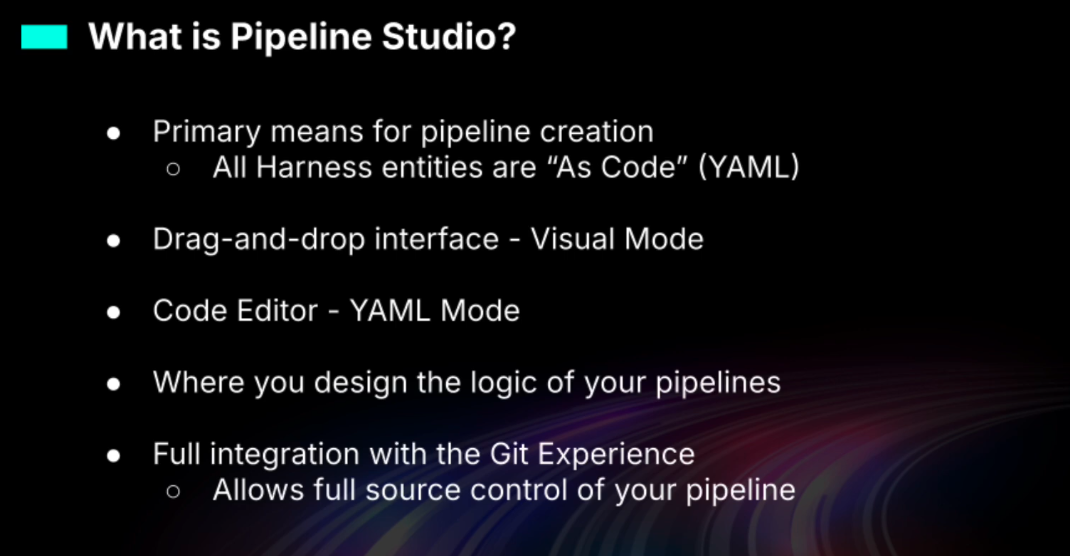 What is Pipeline Studio?
● Primary means for pipeline creation
○ All Harness entities are “As Code” (YAML)
● Drag-and-drop interface - Visual Mode
● Code Editor - YAML Mode
● Where you design the logic of your pipelines
● Full integration with the Git Experience
○ Allows full source control of your pipeline